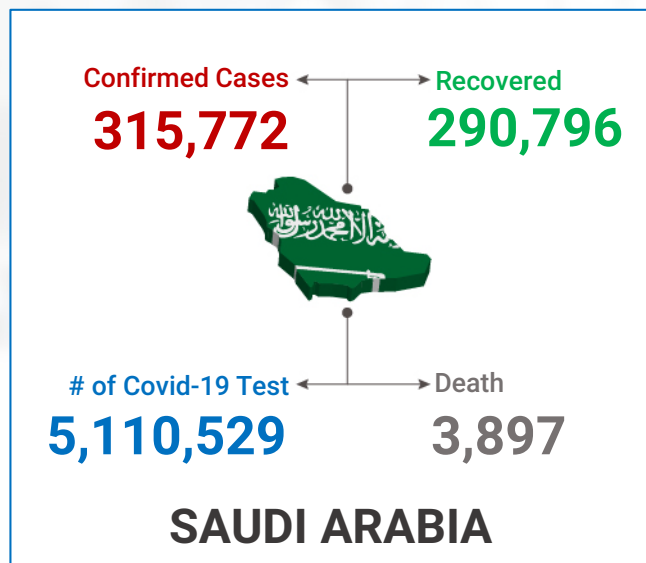 Confirmed Cases
315,772
Recovered
290,796
# of Covid-19 Test
5,110,529
Death
3,897
SAUDI ARABIA